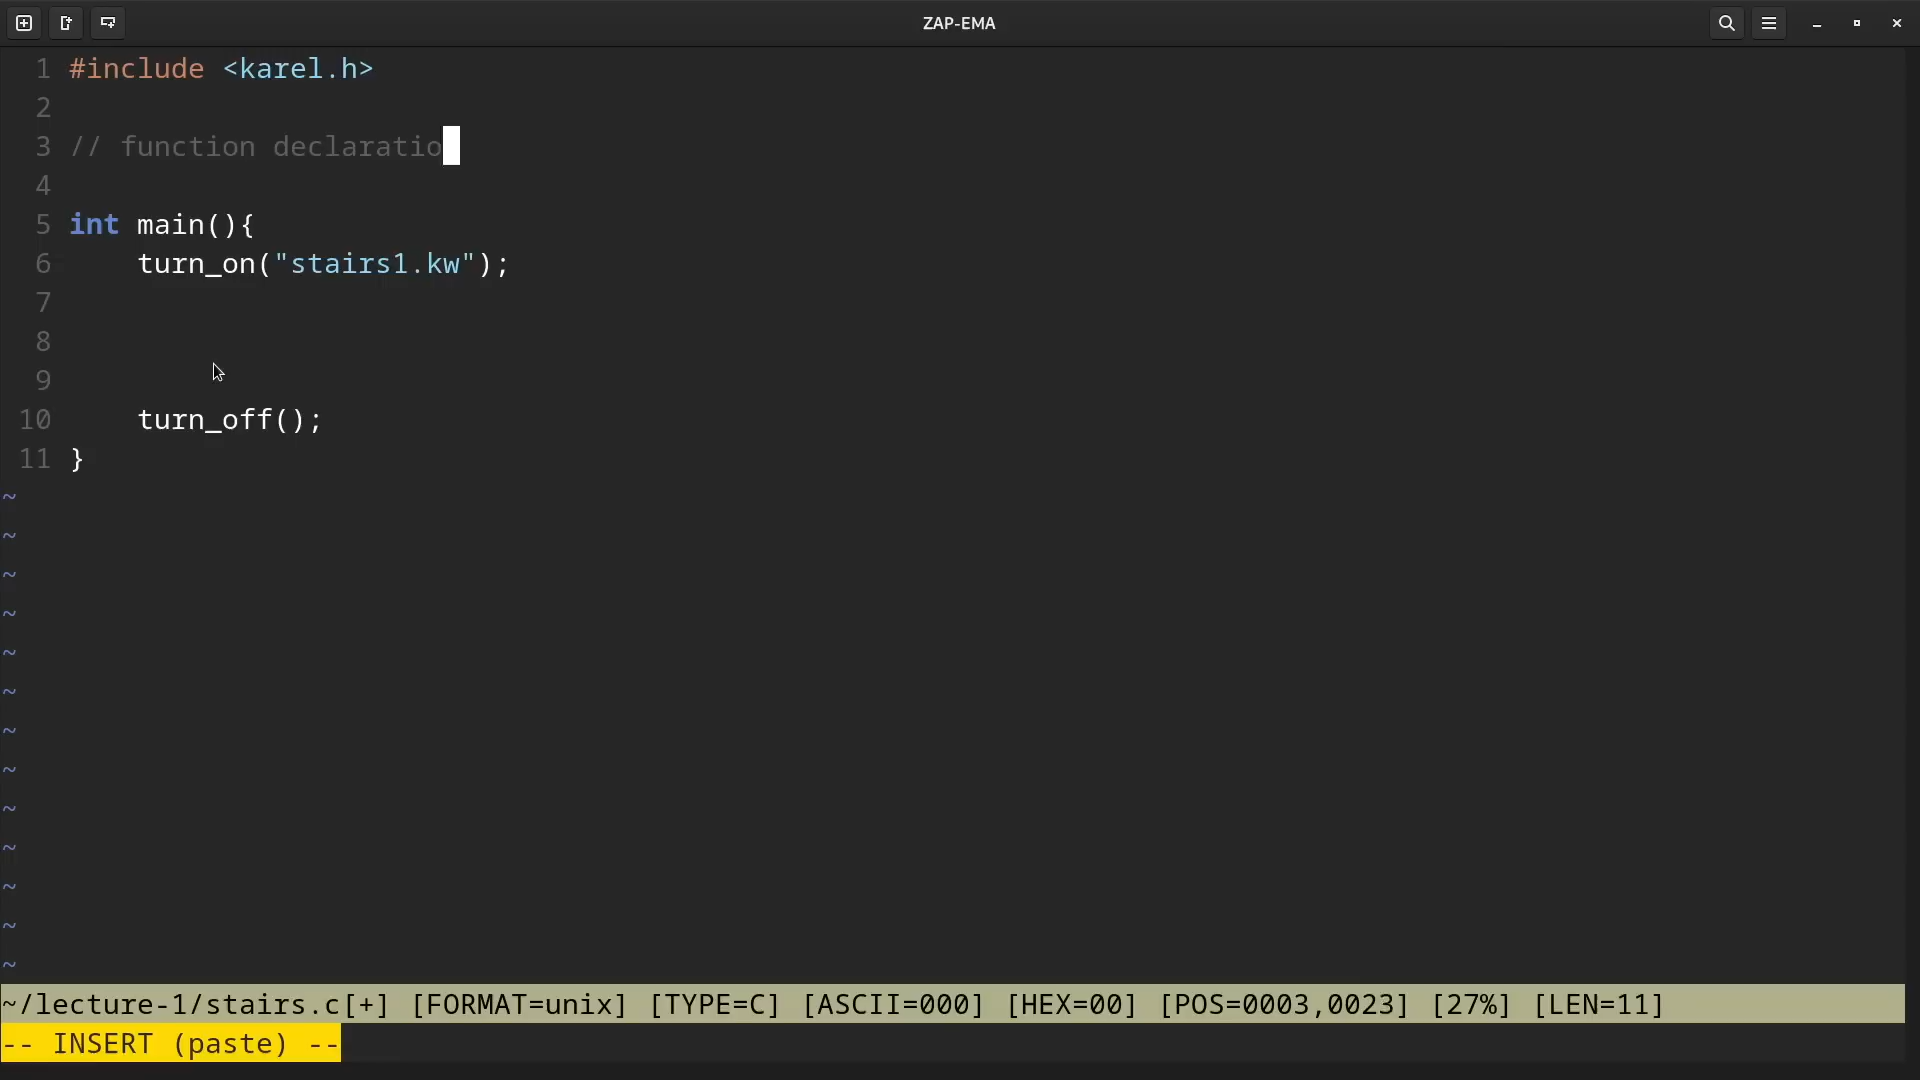 ZAP-EMA
1 #include <karel.h>
2
3 // function declaratio
4
5 int main(){
6     turn_on("stairs1.kw");
7
8
9
10     turn_off();
11 }
~
~
~
~
~
~
~
~
~
~
~
~
~
~/lecture-1/stairs.c[+] [FORMAT=unix] [TYPE=C] [ASCII=000] [HEX=00] [POS=0003,0023] [27%] [LEN=11]
-- INSERT (paste) --